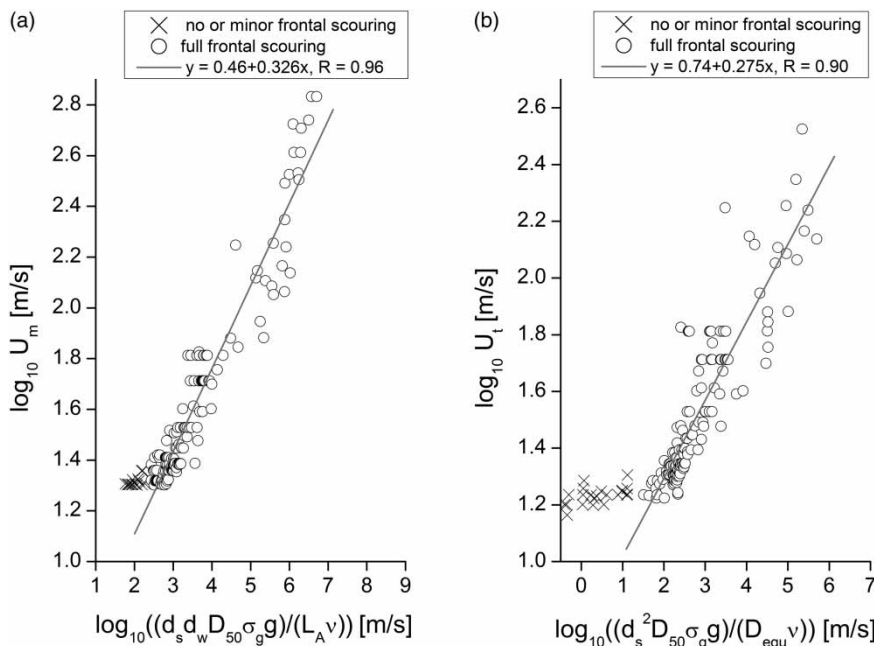 (a)
no or minor frontal scouring
full frontal scouring
y = 0.46+0.326x, R = 0.96
2.8
2.6
2.4
2.2
2.0
1.8
1.6
1.4
1.2
1.0
log₁₀ Uₘ [m/s]
1 2 3 4 5 6 7 8 9
log₁₀((dₛd_wD₅₀σ_gg)/(L_Aν)) [m/s]
(b)
no or minor frontal scouring
full frontal scouring
y = 0.74+0.275x, R = 0.90
2.6
2.4
2.2
2.0
1.8
1.6
1.4
1.2
1.0
log₁₀ Uₜ [m/s]
0 1 2 3 4 5 6 7
log₁₀((dₛ²D₅₀σ_gg)/(D_equν)) [m/s]